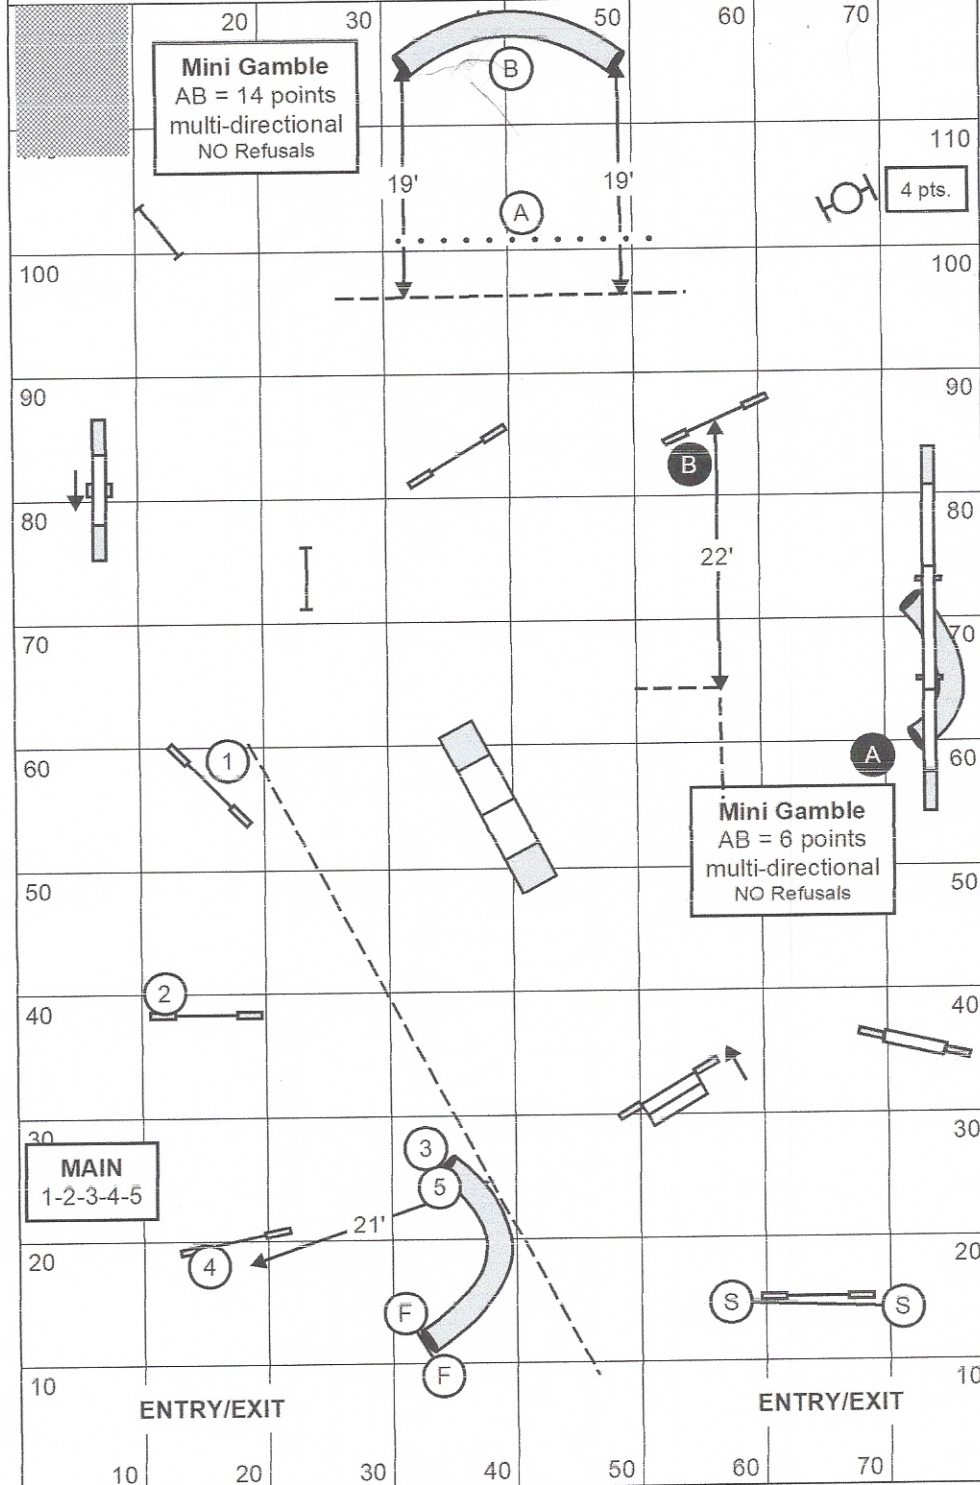 20
30
50
60
70
Mini Gamble
AB = 14 points
multi-directional
NO Refusals
B
110
19'
19'
4 pts.
A
100
100
90
90
B
80
80
22'
70
70
1
60
A
60
Mini Gamble
AB = 6 points
multi-directional
NO Refusals
50
50
2
40
40
30
30
3
MAIN
1-2-3-4-5
5
21'
20
20
4
F
S
S
F
10
10
ENTRY/EXIT
ENTRY/EXIT
10
20
30
40
50
60
70